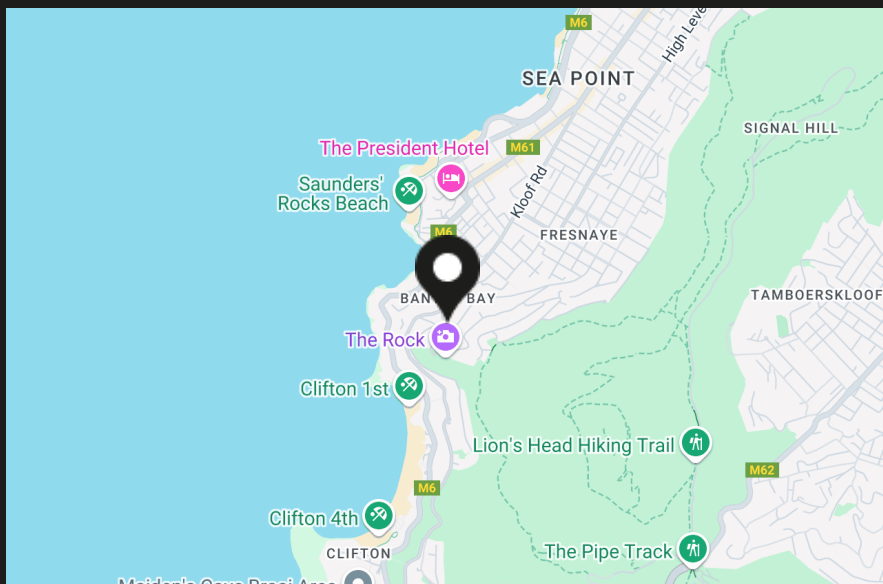 M6
High Leve
SEA POINT
SIGNAL HILL
The President Hotel
M61
Saunders'
Rocks Beach
Kloof Rd
M6
FRESNAYE
BAN BAY
TAMBOERSKLOOF
The Rock
Clifton 1st
Lion's Head Hiking Trail
M62
M6
Clifton 4th
CLIFTON
The Pipe Track